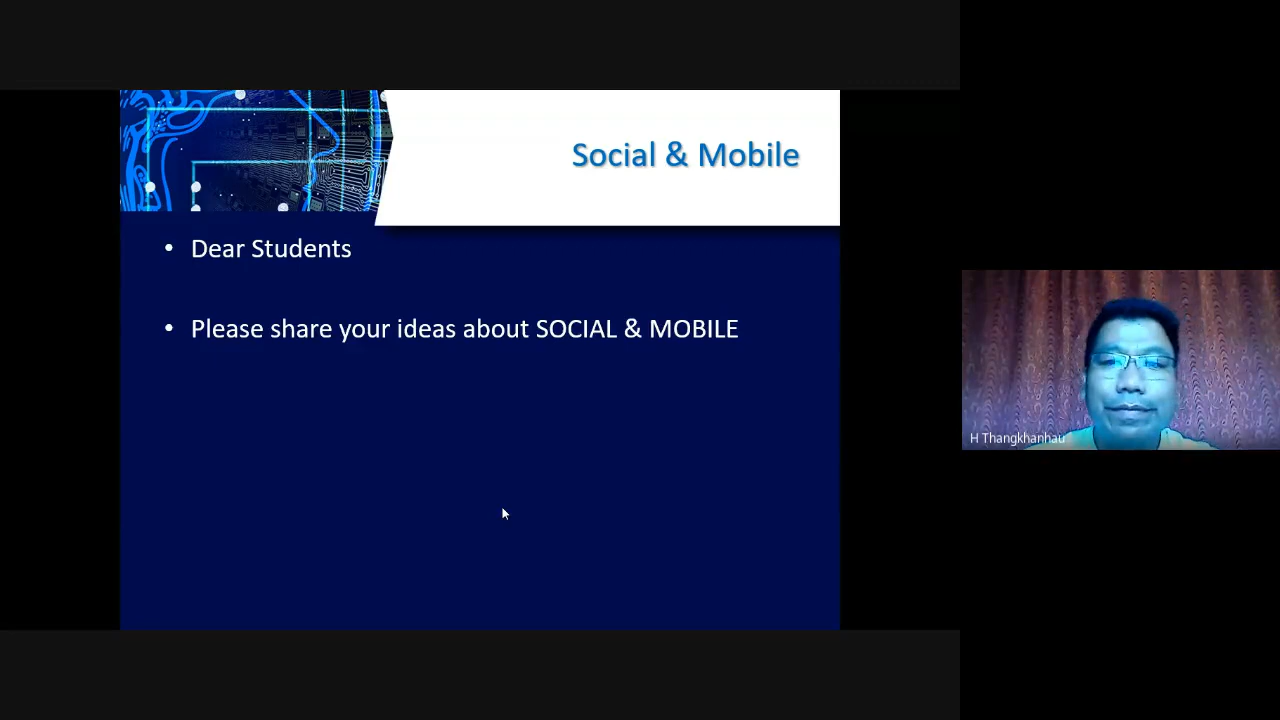 Social & Mobile
• Dear Students
• Please share your ideas about SOCIAL & MOBILE
H Thangkhanhau